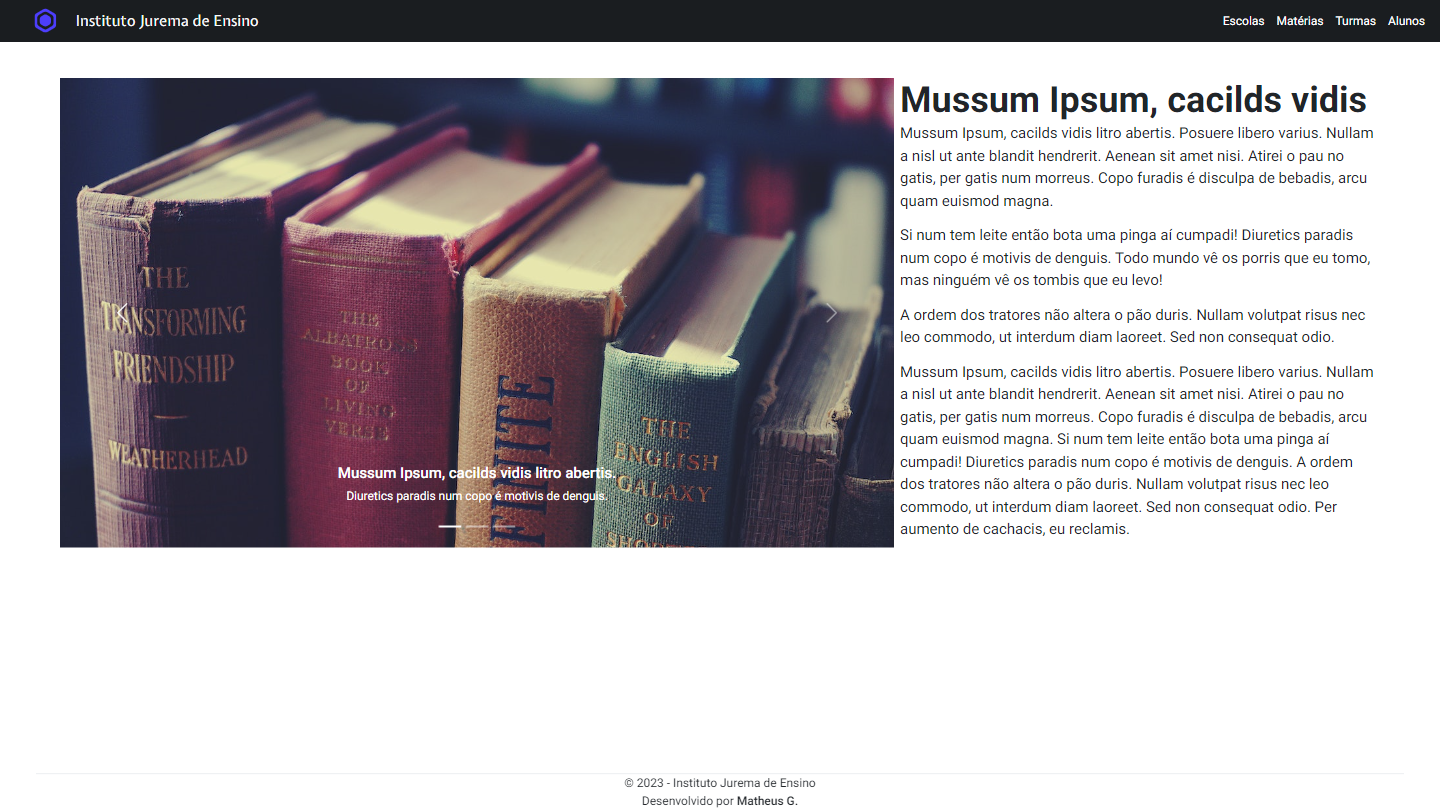 Instituto Jurema de Ensino
Escolas Matérias Turmas Alunos
THE
TRANSFORMING
FRIENDSHIP
WEATHERHEAD
THE
ALBATROSS
BOOK
OF
LIVING
VERSE
FINITE
THE
ENGLISH
GALAXY
OF
Mussum Ipsum, cacilds vidis litro abertis.
Diuretics paradis num copo é motivis de denguis.
Mussum Ipsum, cacilds vidis
Mussum Ipsum, cacilds vidis litro abertis. Posuere libero varius. Nullam
a nisl ut ante blandit hendrerit. Aenean sit amet nisi. Atirei o pau no
gatis, per gatis num morreus. Copo furadis é disculpa de bebadis, arcu
quam euismod magna.
Si num tem leite então bota uma pinga aí cumpadi! Diuretics paradis
num copo é motivis de denguis. Todo mundo vê os porris que eu tomo,
mas ninguém vê os tombis que eu levo!
A ordem dos tratores não altera o pão duris. Nullam volutpat risus nec
leo commodo, ut interdum diam laoreet. Sed non consequat odio.
Mussum Ipsum, cacilds vidis litro abertis. Posuere libero varius. Nullam
a nisl ut ante blandit hendrerit. Aenean sit amet nisi. Atirei o pau no
gatis, per gatis num morreus. Copo furadis é disculpa de bebadis, arcu
quam euismod magna. Si num tem leite então bota uma pinga aí
cumpadi! Diuretics paradis num copo é motivis de denguis. A ordem
dos tratores não altera o pão duris. Nullam volutpat risus nec leo
commodo, ut interdum diam laoreet. Sed non consequat odio. Per
aumento de cachacis, eu reclamis.
© 2023 - Instituto Jurema de Ensino
Desenvolvido por Matheus G.